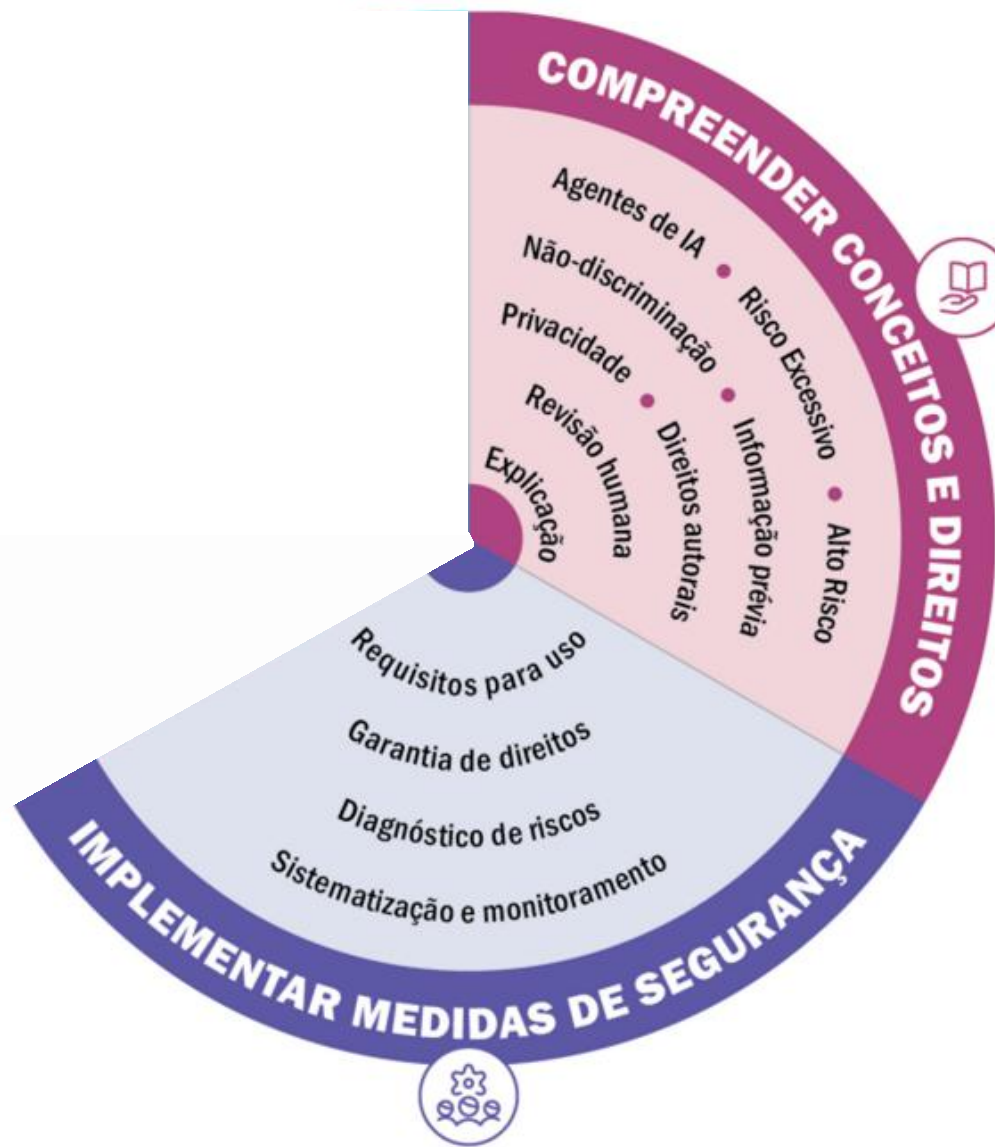 COMPREENDER CONCEITOS E DIREITOS
Agentes de IA • Risco Excessivo • Alto Risco
Não-discriminação • Informação prévia
Privacidade • Direitos autorais
Revisão humana
Explicação
Requisitos para uso
Garantia de direitos
Diagnóstico de riscos
Sistematização e monitoramento
IMPLEMENTAR MEDIDAS DE SEGURANÇA